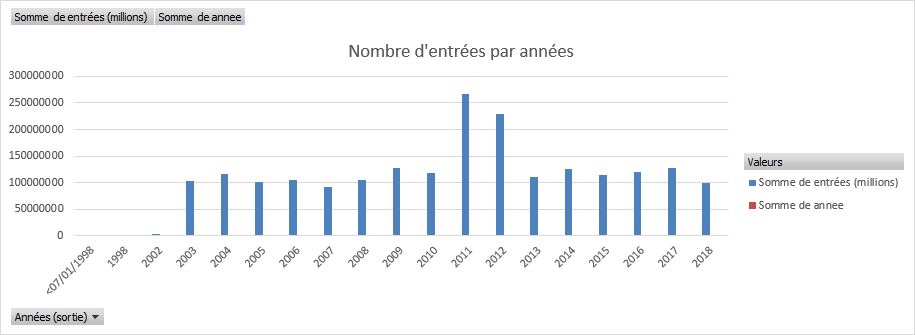 Somme de entrées (millions) Somme de annee
Nombre d'entrées par années
300000000
250000000
200000000
150000000
100000000
50000000
0
<07/01/1998 1998 2002 2003 2004 2005 2006 2007 2008 2009 2010 2011 2012 2013 2014 2015 2016 2017 2018
Valeurs
Somme de entrées (millions)
Somme de annee
Années (sortie)